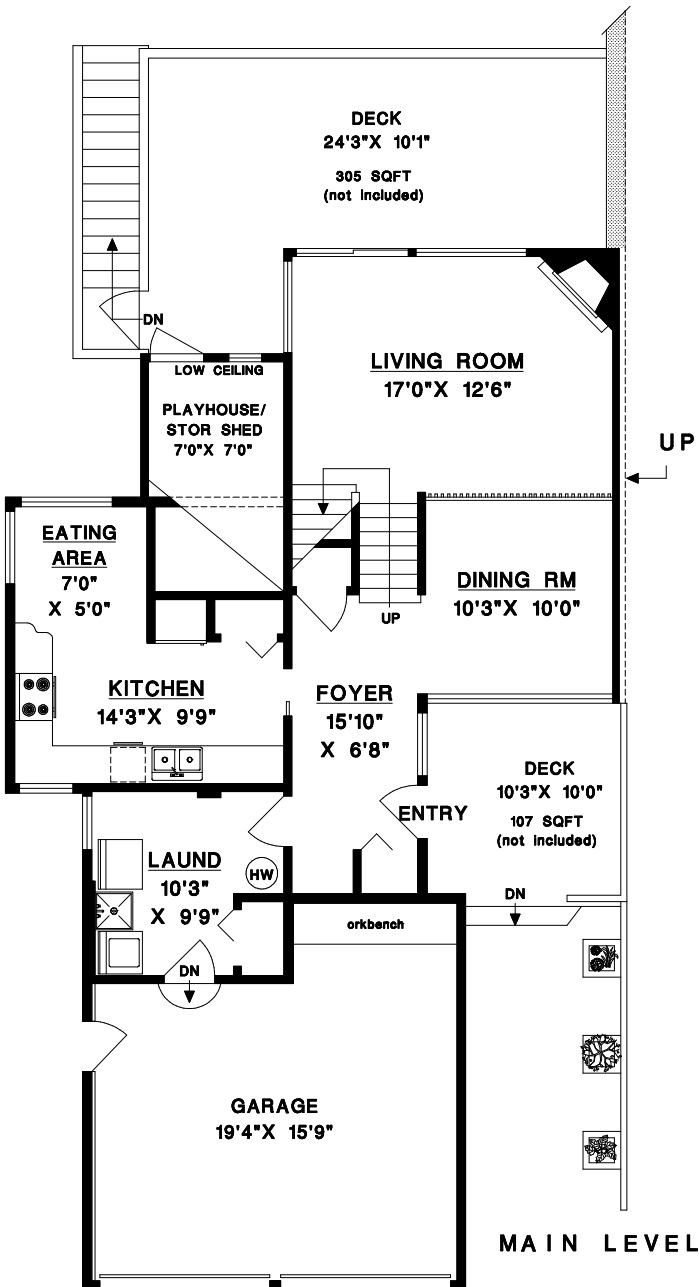 DECK
24'3"X 10'1"
305 SQFT
(not included)
DN
LOW CEILING
PLAYHOUSE/
STOR SHED
7'0"X 7'0"
LIVING ROOM
17'0"X 12'6"
UP
EATING
AREA
7'0"
X 5'0"
DINING RM
10'3"X 10'0"
UP
KITCHEN
14'3"X 9'9"
FOYER
15'10"
X 6'8"
DECK
10'3"X 10'0"
107 SQFT
(not included)
ENTRY
LAUND
10'3"
X 9'9"
HW
DN
orkbench
DN
GARAGE
19'4"X 15'9"
MAIN LEVEL